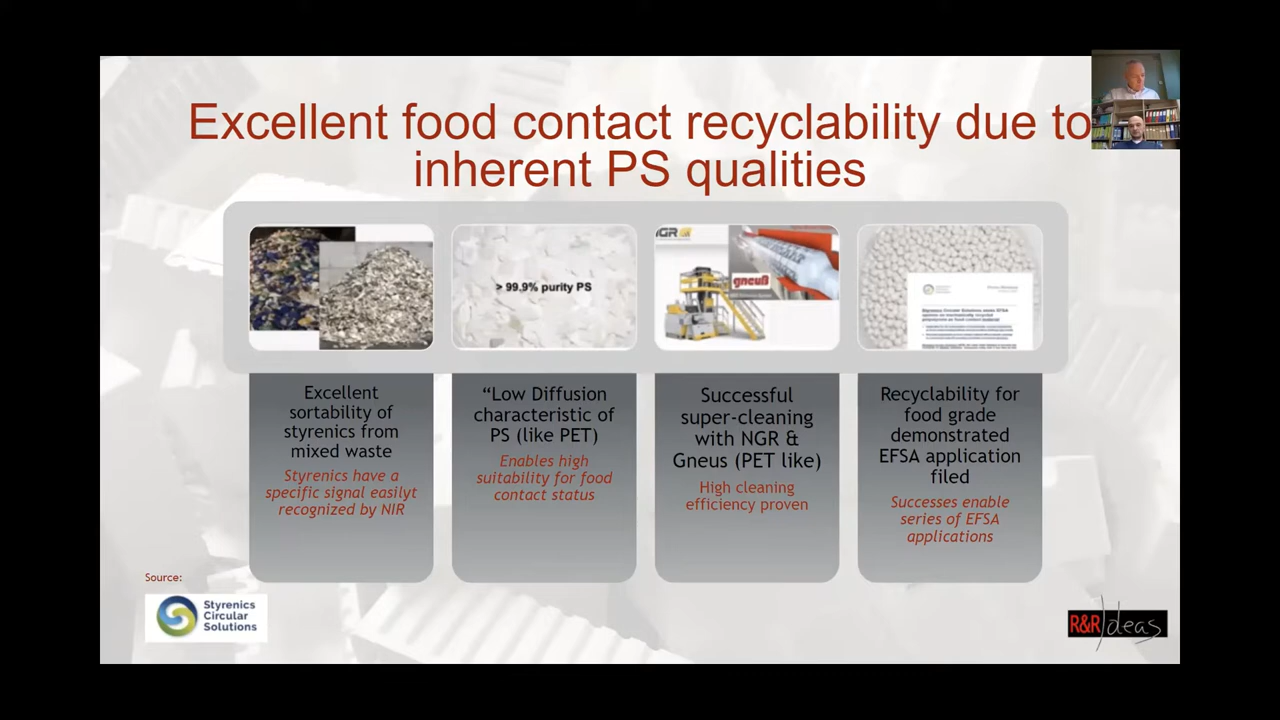 Excellent food contact recyclability due to
inherent PS qualities
> 99.9% purity PS
NGR
gneuß
Excellent
sortability of
styrenics from
mixed waste
Styrenics have a
specific signal easilyt
recognized by NIR
“Low Diffusion
characteristic of
PS (like PET)
Enables high
suitability for food
contact status
Successful
super-cleaning
with NGR &
Gneus (PET like)
High cleaning
efficiency proven
Recyclability for
food grade
demonstrated
EFSA application
filed
Successes enable
series of EFSA
applications
Source:
Styrenics
Circular
Solutions
R&R Ideas